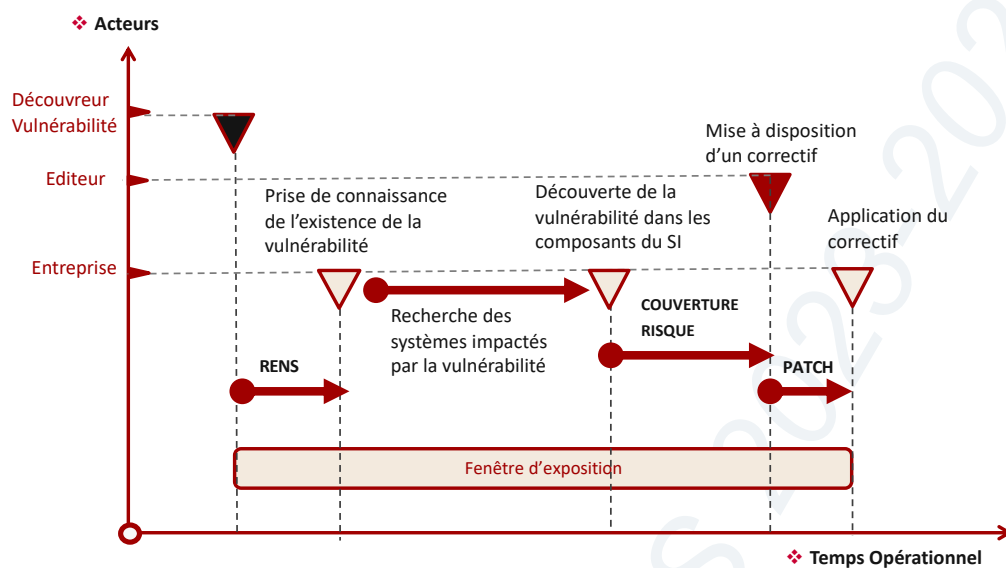 ❖ Acteurs
Découvreur
Vulnérabilité
Mise à disposition
d'un correctif
Editeur
Prise de connaissance
de l'existence de la
vulnérabilité
Découverte de la
vulnérabilité dans les
composants du SI
Application du
correctif
Entreprise
Recherche des
systèmes impactés
par la vulnérabilité
COUVERTURE
RISQUE
RENS
PATCH
Fenêtre d'exposition
❖ Temps Opérationnel